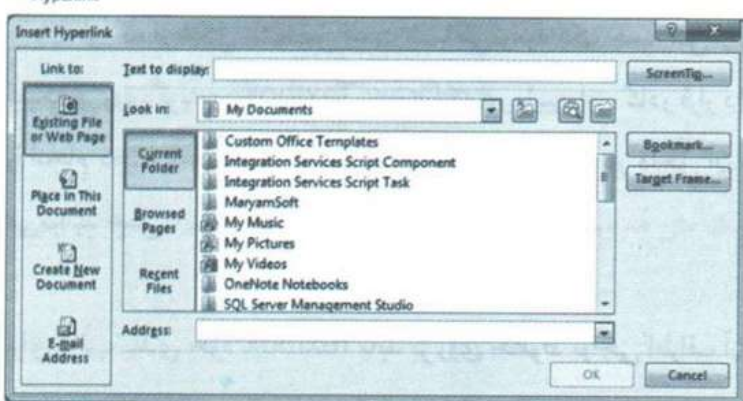 Insert Hyperlink
Link to:
Text to display:
ScreenTip...
Existing File
or Web Page
Look in:
My Documents
Place in This
Document
Create New
Document
E-mail
Address
Current
Folder
Browsed
Pages
Recent
Files
Custom Office Templates
Integration Services Script Component
Integration Services Script Task
MaryamSoft
My Music
My Pictures
My Videos
OneNote Notebooks
SQL Server Management Studio
Bookmark...
Target Frame...
Address:
OK
Cancel